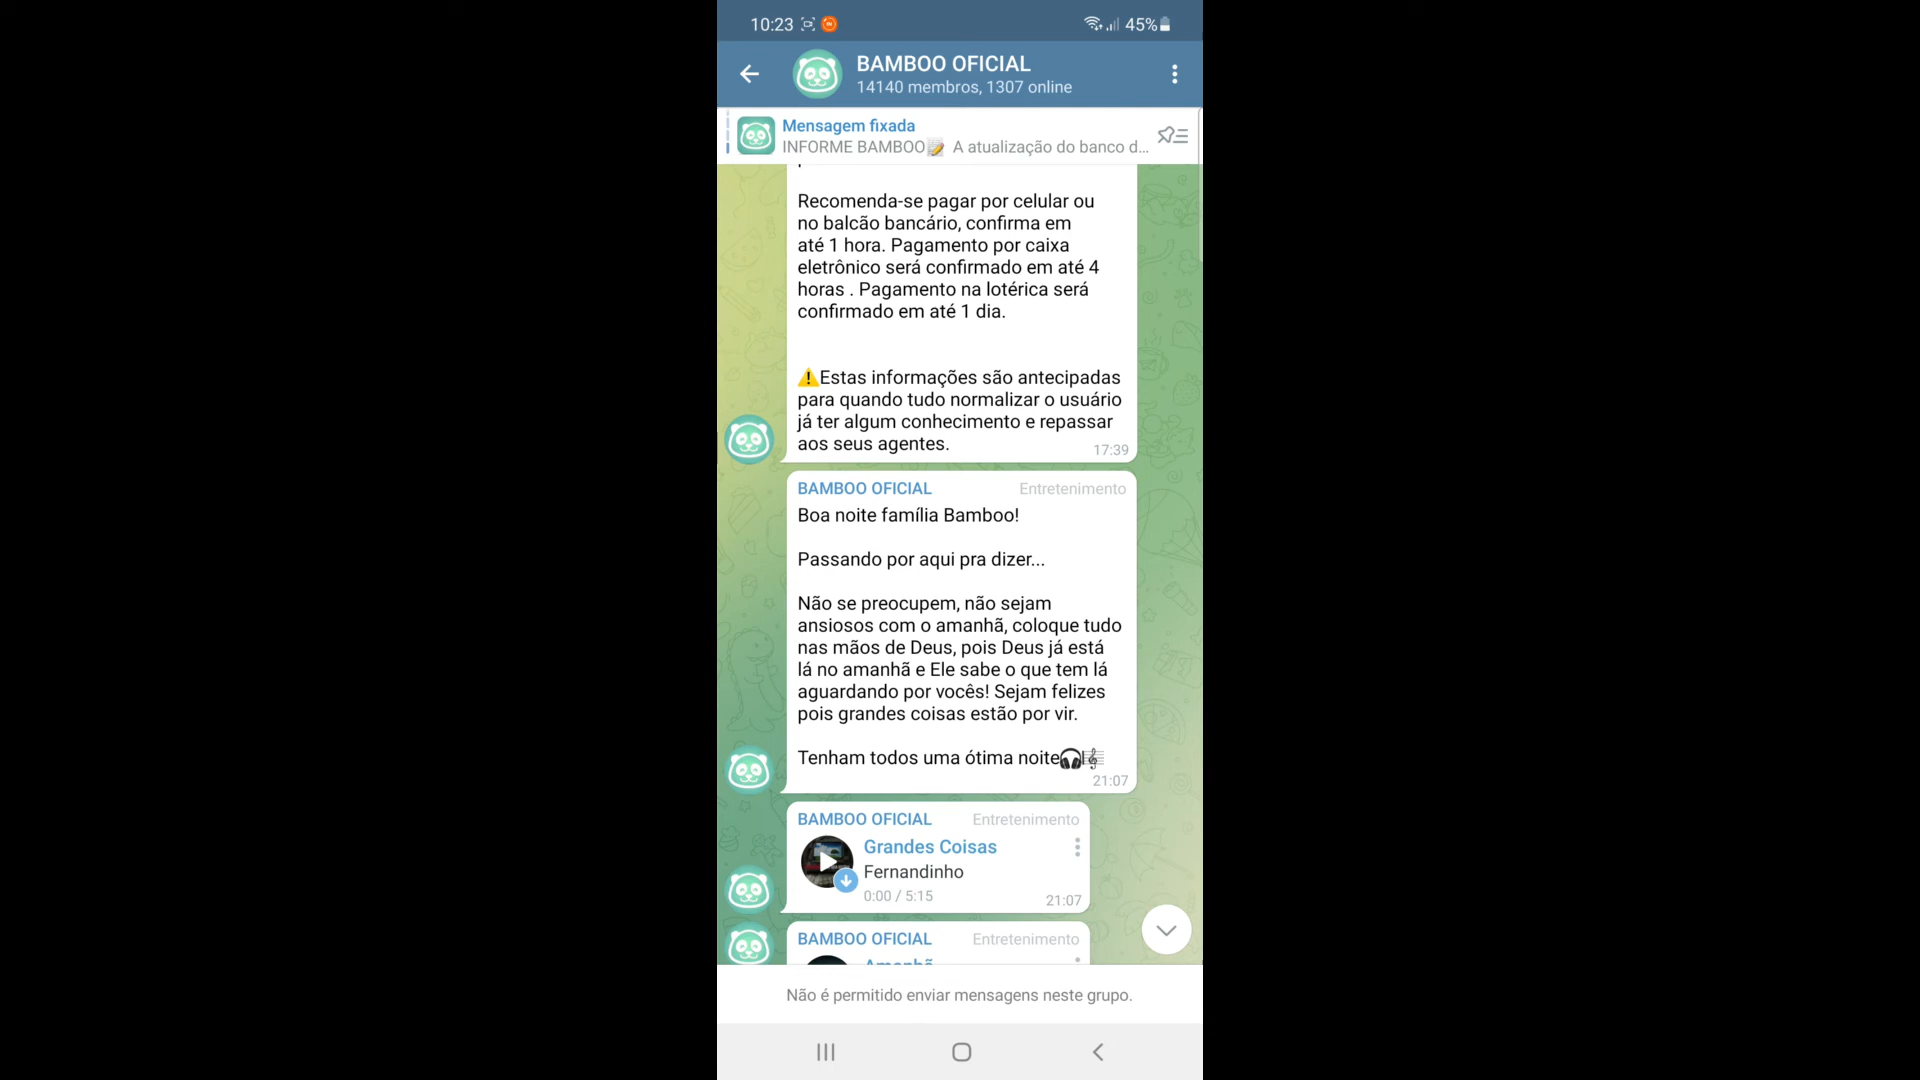 10:23
45%
BAMBOO OFICIAL
14140 membros, 1307 online
Mensagem fixada
INFORME BAMBOO📝 A atualização do banco d...
Recomenda-se pagar por celular ou
no balcão bancário, confirma em
até 1 hora. Pagamento por caixa
eletrônico será confirmado em até 4
horas . Pagamento na lotérica será
confirmado em até 1 dia.
⚠️Estas informações são antecipadas
para quando tudo normalizar o usuário
já ter algum conhecimento e repassar
aos seus agentes.
17:39
BAMBOO OFICIAL Entretenimento
Boa noite família Bamboo!
Passando por aqui pra dizer...
Não se preocupem, não sejam
ansiosos com o amanhã, coloque tudo
nas mãos de Deus, pois Deus já está
lá no amanhã e Ele sabe o que tem lá
aguardando por vocês! Sejam felizes
pois grandes coisas estão por vir.
Tenham todos uma ótima noite🎧🎼
21:07
BAMBOO OFICIAL Entretenimento
Grandes Coisas
Fernandinho
0:00 / 5:15
21:07
BAMBOO OFICIAL Entretenimento
Amanhã
Não é permitido enviar mensagens neste grupo.